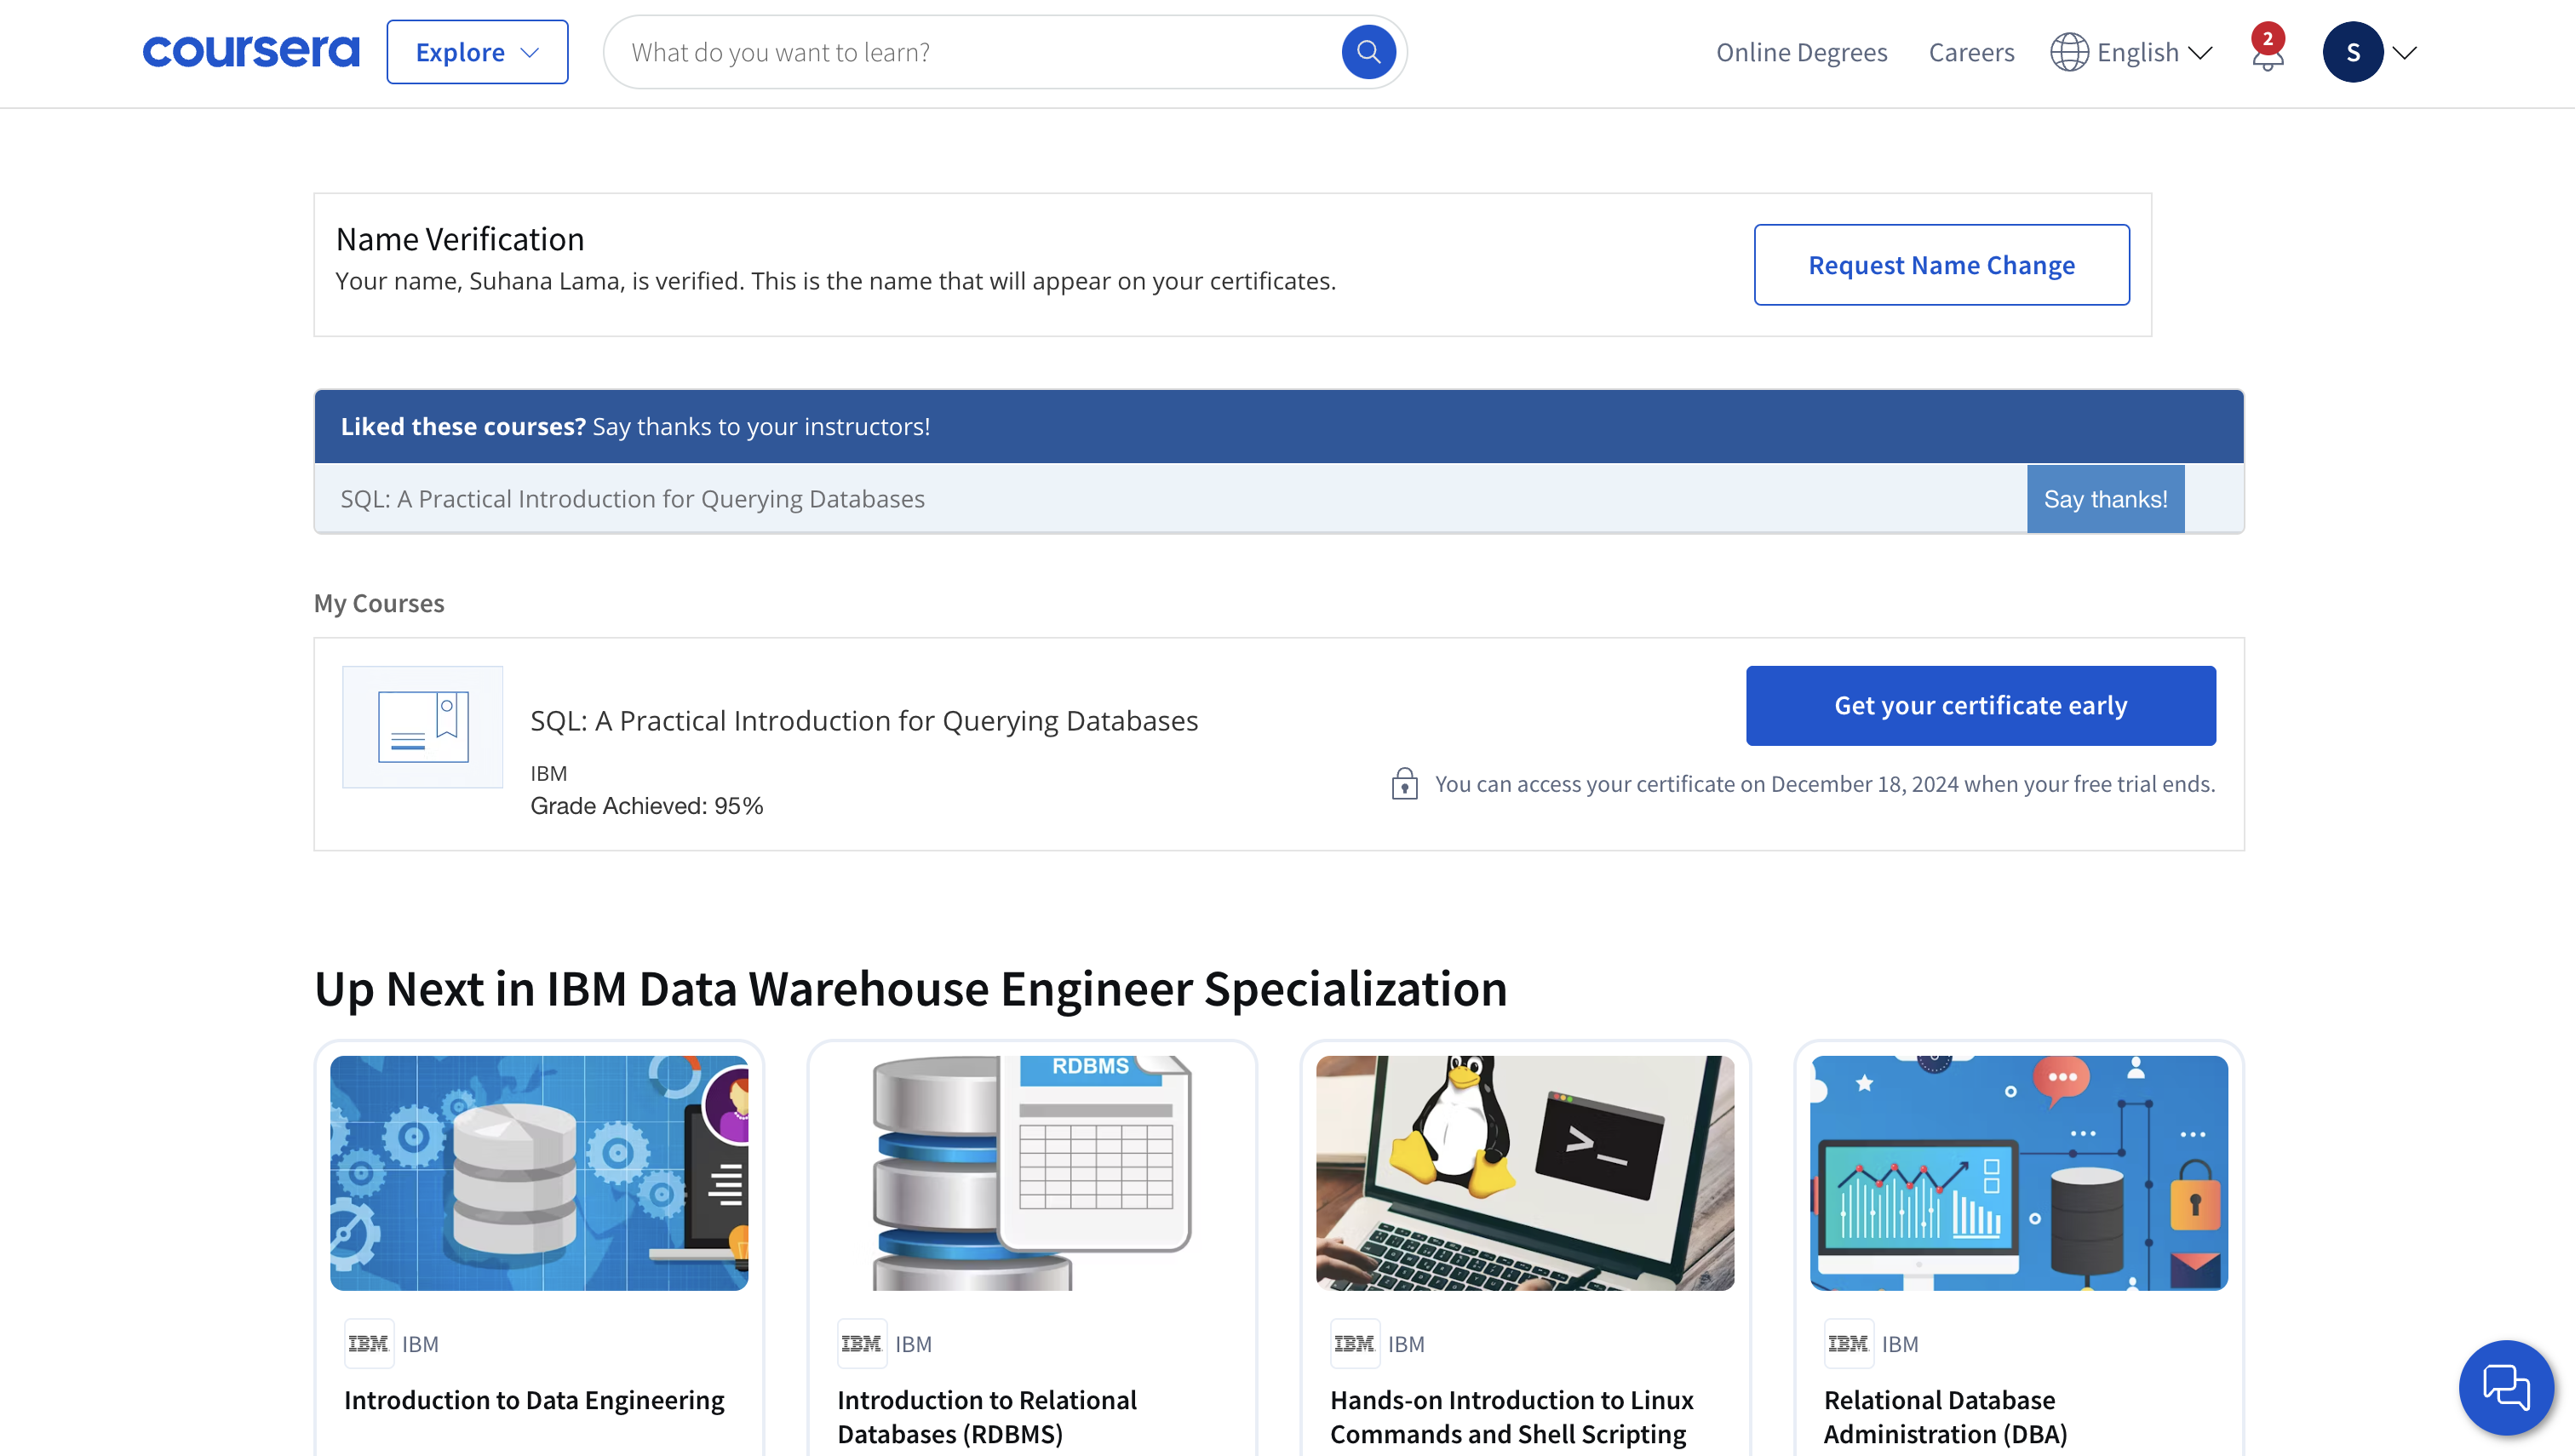 coursera
Explore
What do you want to learn?
Online Degrees
Careers
English
2
S
Name Verification
Your name, Suhana Lama, is verified. This is the name that will appear on your certificates.
Request Name Change
Liked these courses? Say thanks to your instructors!
SQL: A Practical Introduction for Querying Databases
Say thanks!
My Courses
SQL: A Practical Introduction for Querying Databases
IBM
Grade Achieved: 95%
Get your certificate early
You can access your certificate on December 18, 2024 when your free trial ends.
Up Next in IBM Data Warehouse Engineer Specialization
RDBMS
>_
IBM IBM
Introduction to Data Engineering
IBM IBM
Introduction to Relational
Databases (RDBMS)
IBM IBM
Hands-on Introduction to Linux
Commands and Shell Scripting
IBM IBM
Relational Database
Administration (DBA)